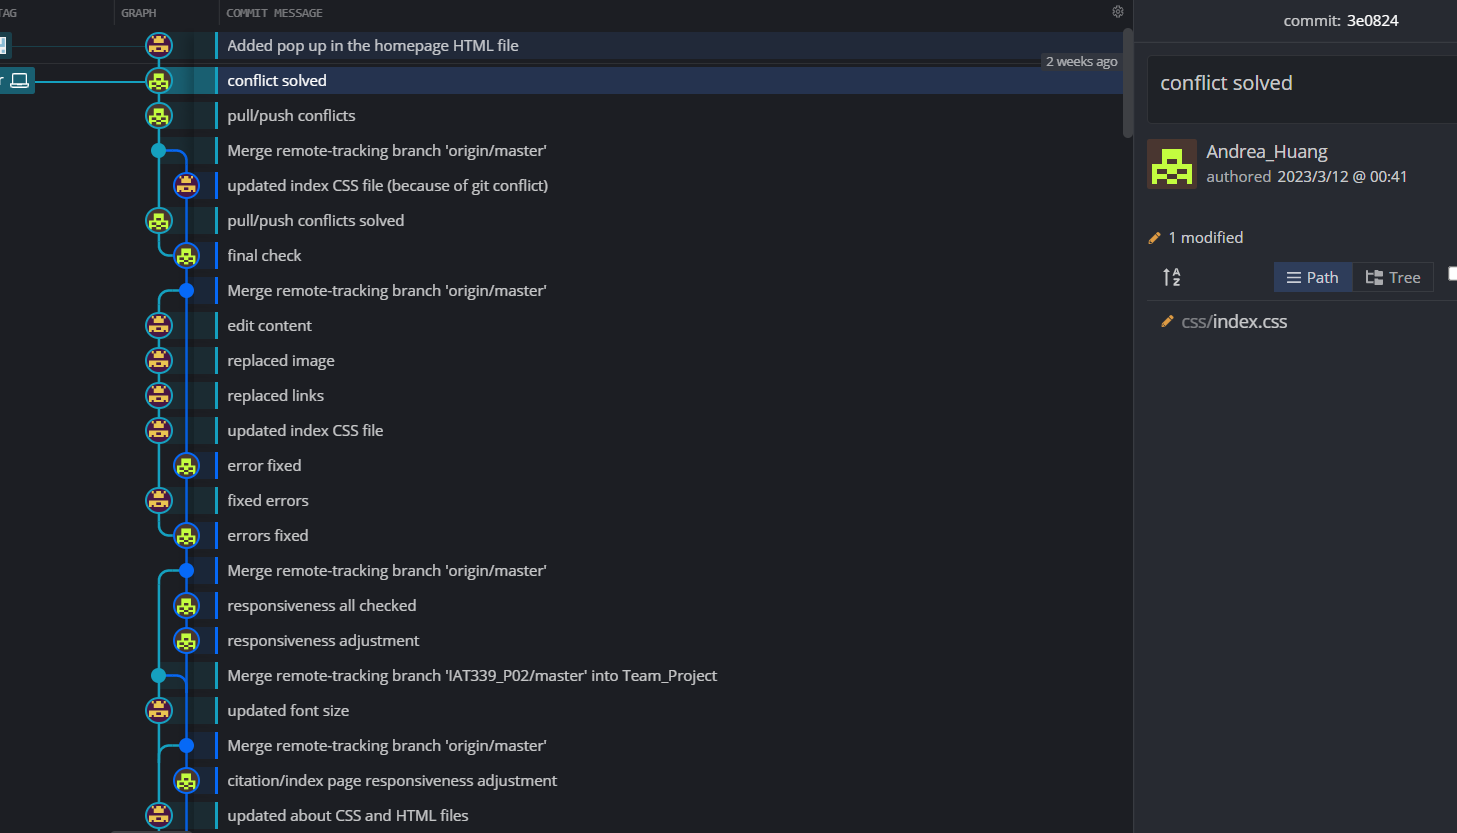 TAG GRAPH COMMIT MESSAGE
commit: 3e0824
Added pop up in the homepage HTML file
2 weeks ago
r conflict solved
conflict solved
pull/push conflicts
Merge remote-tracking branch 'origin/master'
Andrea_Huang
authored 2023/3/12 @ 00:41
updated index CSS file (because of git conflict)
pull/push conflicts solved
1 modified
final check
Path Tree
Merge remote-tracking branch 'origin/master'
edit content
css/index.css
replaced image
replaced links
updated index CSS file
error fixed
fixed errors
errors fixed
Merge remote-tracking branch 'origin/master'
responsiveness all checked
responsiveness adjustment
Merge remote-tracking branch 'IAT339_P02/master' into Team_Project
updated font size
Merge remote-tracking branch 'origin/master'
citation/index page responsiveness adjustment
updated about CSS and HTML files